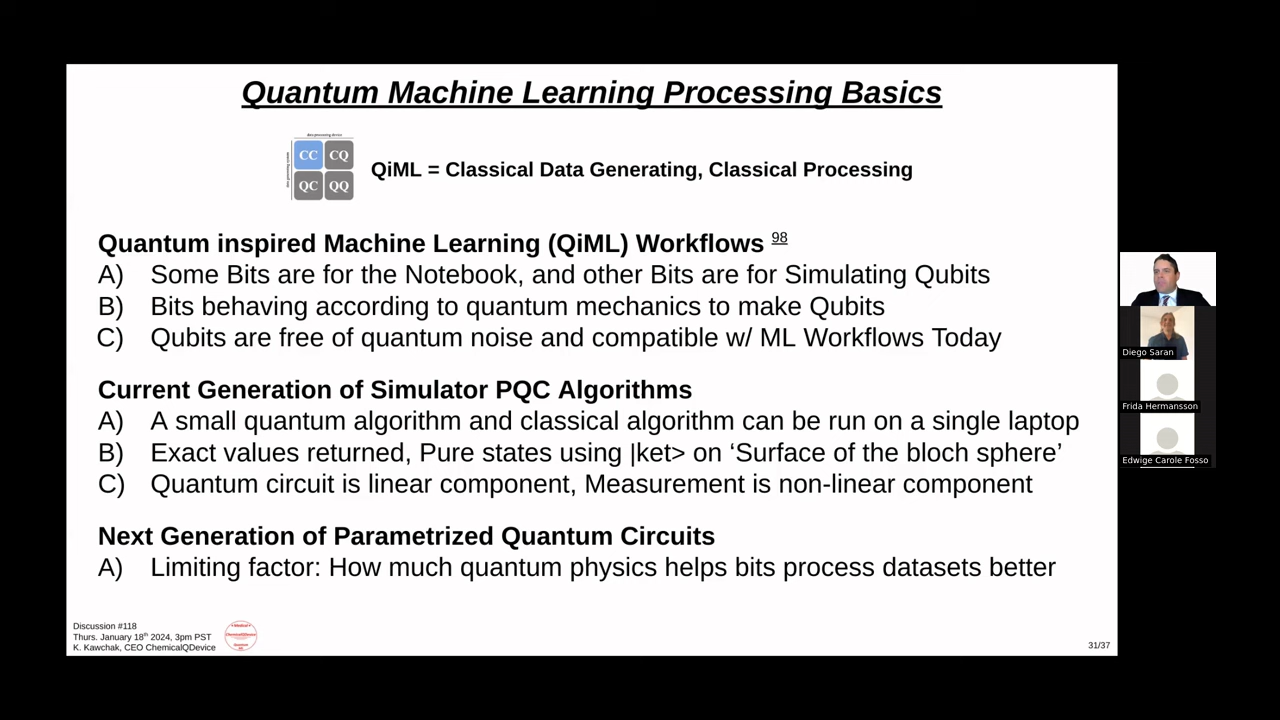 Quantum Machine Learning Processing Basics
CC CQ
QC QQ
QiML = Classical Data Generating, Classical Processing
Quantum inspired Machine Learning (QiML) Workflows 98
A) Some Bits are for the Notebook, and other Bits are for Simulating Qubits
B) Bits behaving according to quantum mechanics to make Qubits
C) Qubits are free of quantum noise and compatible w/ ML Workflows Today
Current Generation of Simulator PQC Algorithms
A) A small quantum algorithm and classical algorithm can be run on a single laptop
B) Exact values returned, Pure states using |ket> on ‘Surface of the bloch sphere’
C) Quantum circuit is linear component, Measurement is non-linear component
Next Generation of Parametrized Quantum Circuits
A) Limiting factor: How much quantum physics helps bits process datasets better
Discussion #118
Thurs. January 18th 2024, 3pm PST
K. Kawchak, CEO ChemicalQDevice
ChemicalQDevice
31/37
Diego Saran
Frida Hermansson
Edwige Carole Fosso